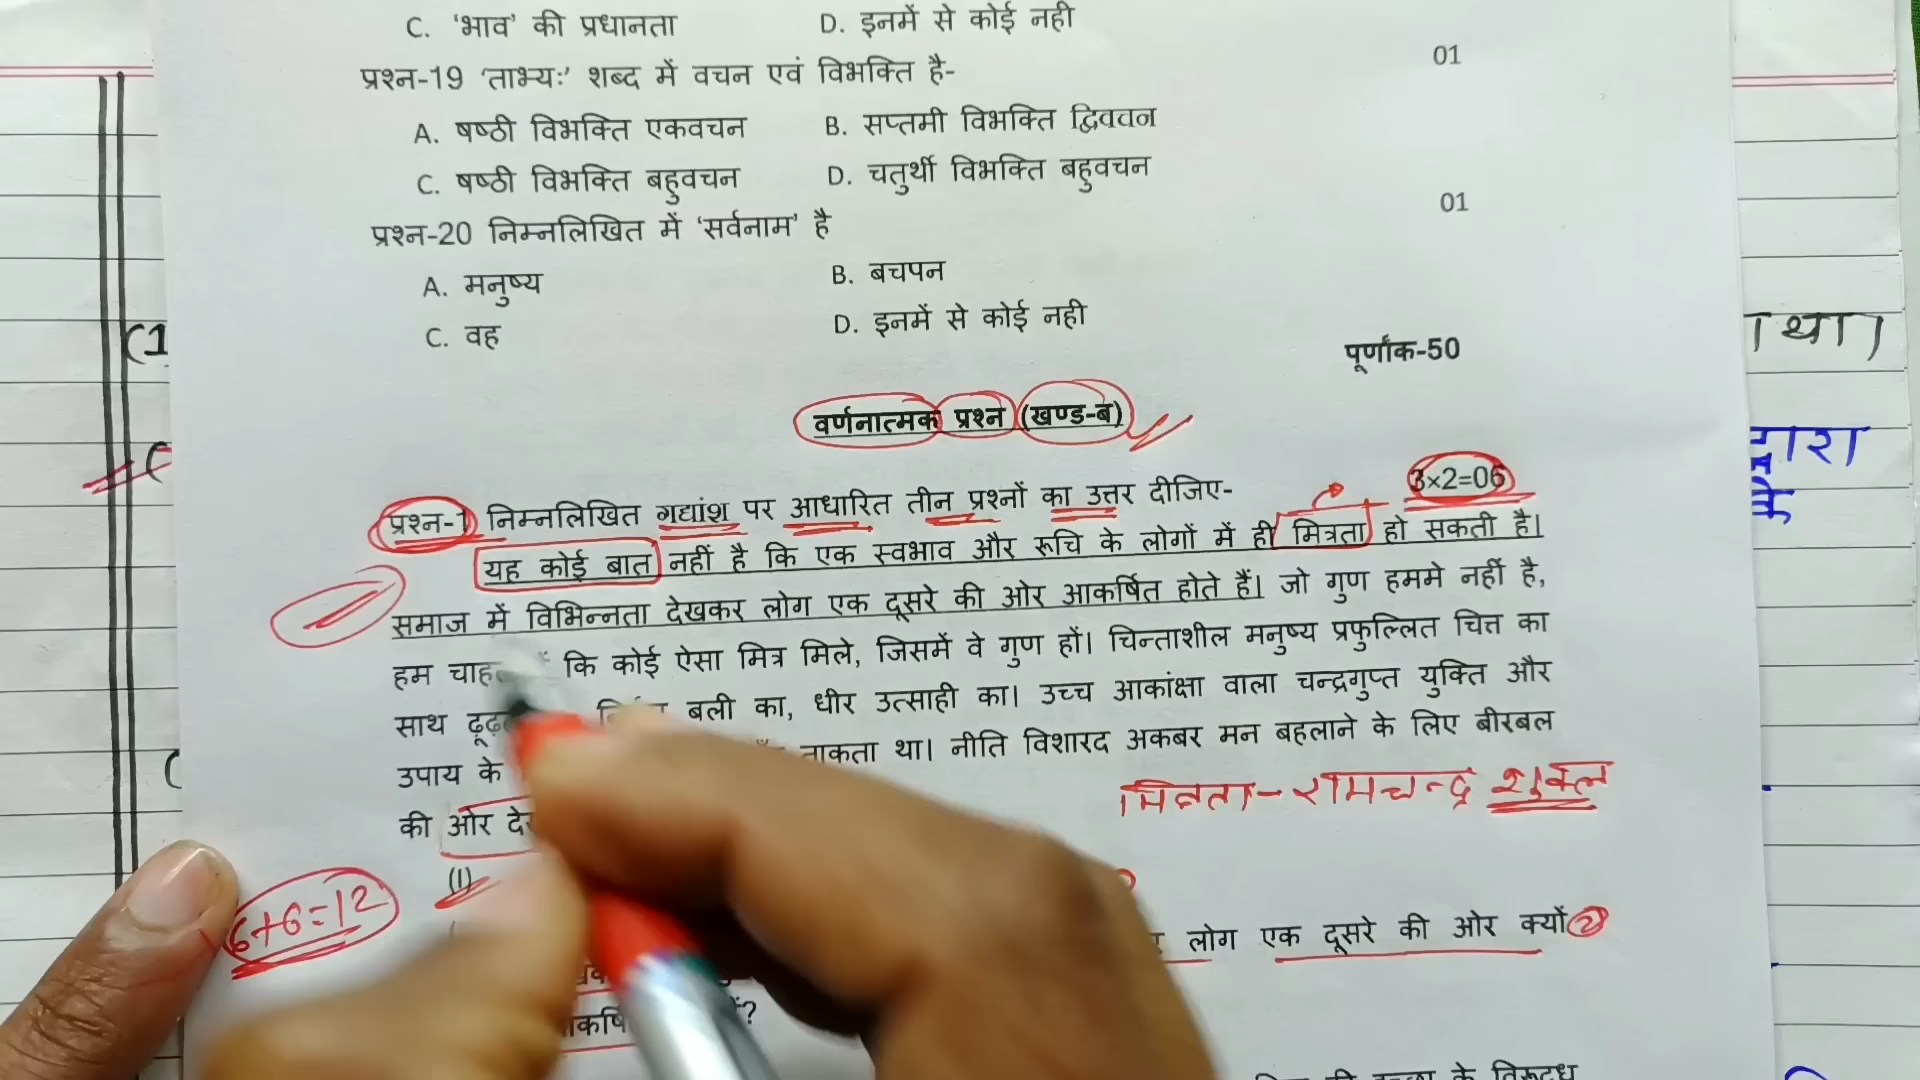 C. ‘भाव’ की प्रधानता D. इनमें से कोई नही
प्रश्न-19 ‘ताभ्यः’ शब्द में वचन एवं विभक्ति है- 01
A. षष्ठी विभक्ति एकवचन B. सप्तमी विभक्ति द्विवचन
C. षष्ठी विभक्ति बहुवचन D. चतुर्थी विभक्ति बहुवचन
प्रश्न-20 निम्नलिखित में ‘सर्वनाम’ है 01
A. मनुष्य B. बचपन
C. वह D. इनमें से कोई नही
(1 ा था।
पूर्णांक-50
वर्णनात्मक प्रश्न (खण्ड-ब)
द्वारा
के
3×2=06
प्रश्न-1 निम्नलिखित गद्यांश पर आधारित तीन प्रश्नों का उत्तर दीजिए-
यह कोई बात नहीं है कि एक स्वभाव और रूचि के लोगों में ही मित्रता हो सकती है।
समाज में विभिन्नता देखकर लोग एक दूसरे की ओर आकर्षित होते हैं। जो गुण हममे नहीं है,
हम कि कोई ऐसा मित्र मिले, जिसमें वे गुण हों। चिन्ताशील मनुष्य प्रफुल्लित चित्त का
साथ बली का, धीर उत्साही का। उच्च आकांक्षा वाला चन्द्रगुप्त युक्ति और
उपाय के ताकता था। नीति विशारद अकबर मन बहलाने के लिए बीरबल
की ओर
मित्रता - रामचन्द्र शुक्ल
(I)
6+6=12
लोग एक दूसरे की ओर क्यों 2
?
के विरूद्ध